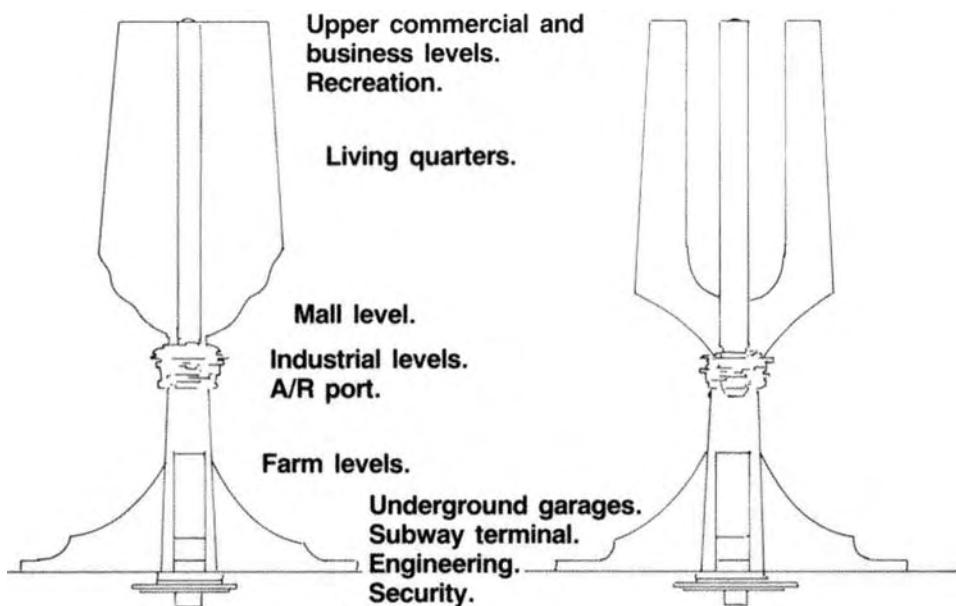 Upper commercial and
business levels.
Recreation.
Living quarters.
Mall level.
Industrial levels.
A/R port.
Farm levels.
Underground garages.
Subway terminal.
Engineering.
Security.